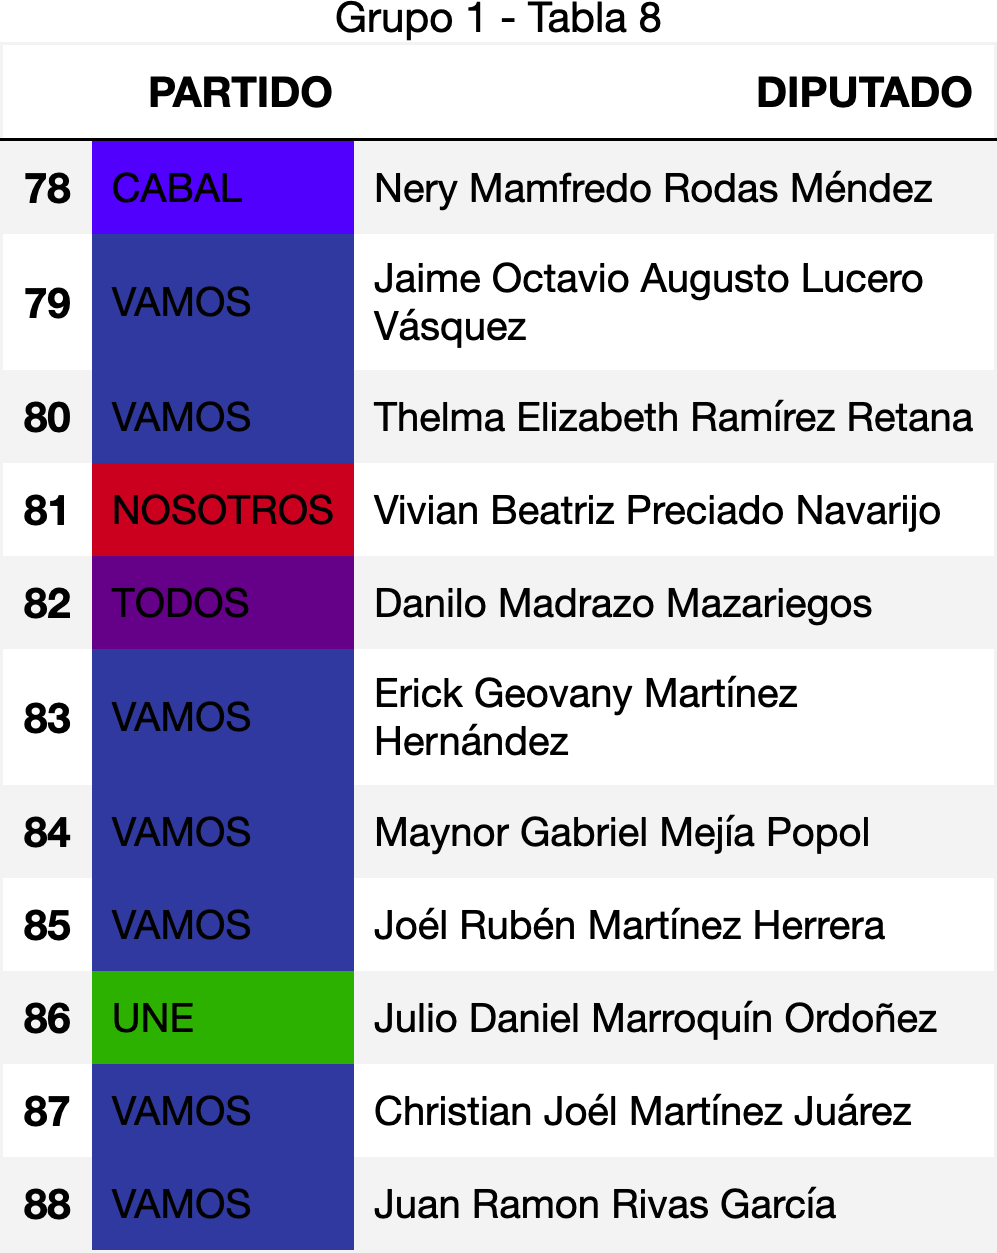 Grupo 1 - Tabla 8
PARTIDO DIPUTADO
78 CABAL Nery Mamfredo Rodas Méndez
79 VAMOS Jaime Octavio Augusto Lucero
Vásquez
80 VAMOS Thelma Elizabeth Ramírez Retana
81 NOSOTROS Vivian Beatriz Preciado Navarijo
82 TODOS Danilo Madrazo Mazariegos
83 VAMOS Erick Geovany Martínez
Hernández
84 VAMOS Maynor Gabriel Mejía Popol
85 VAMOS Joél Rubén Martínez Herrera
86 UNE Julio Daniel Marroquín Ordoñez
87 VAMOS Christian Joél Martínez Juárez
88 VAMOS Juan Ramon Rivas García